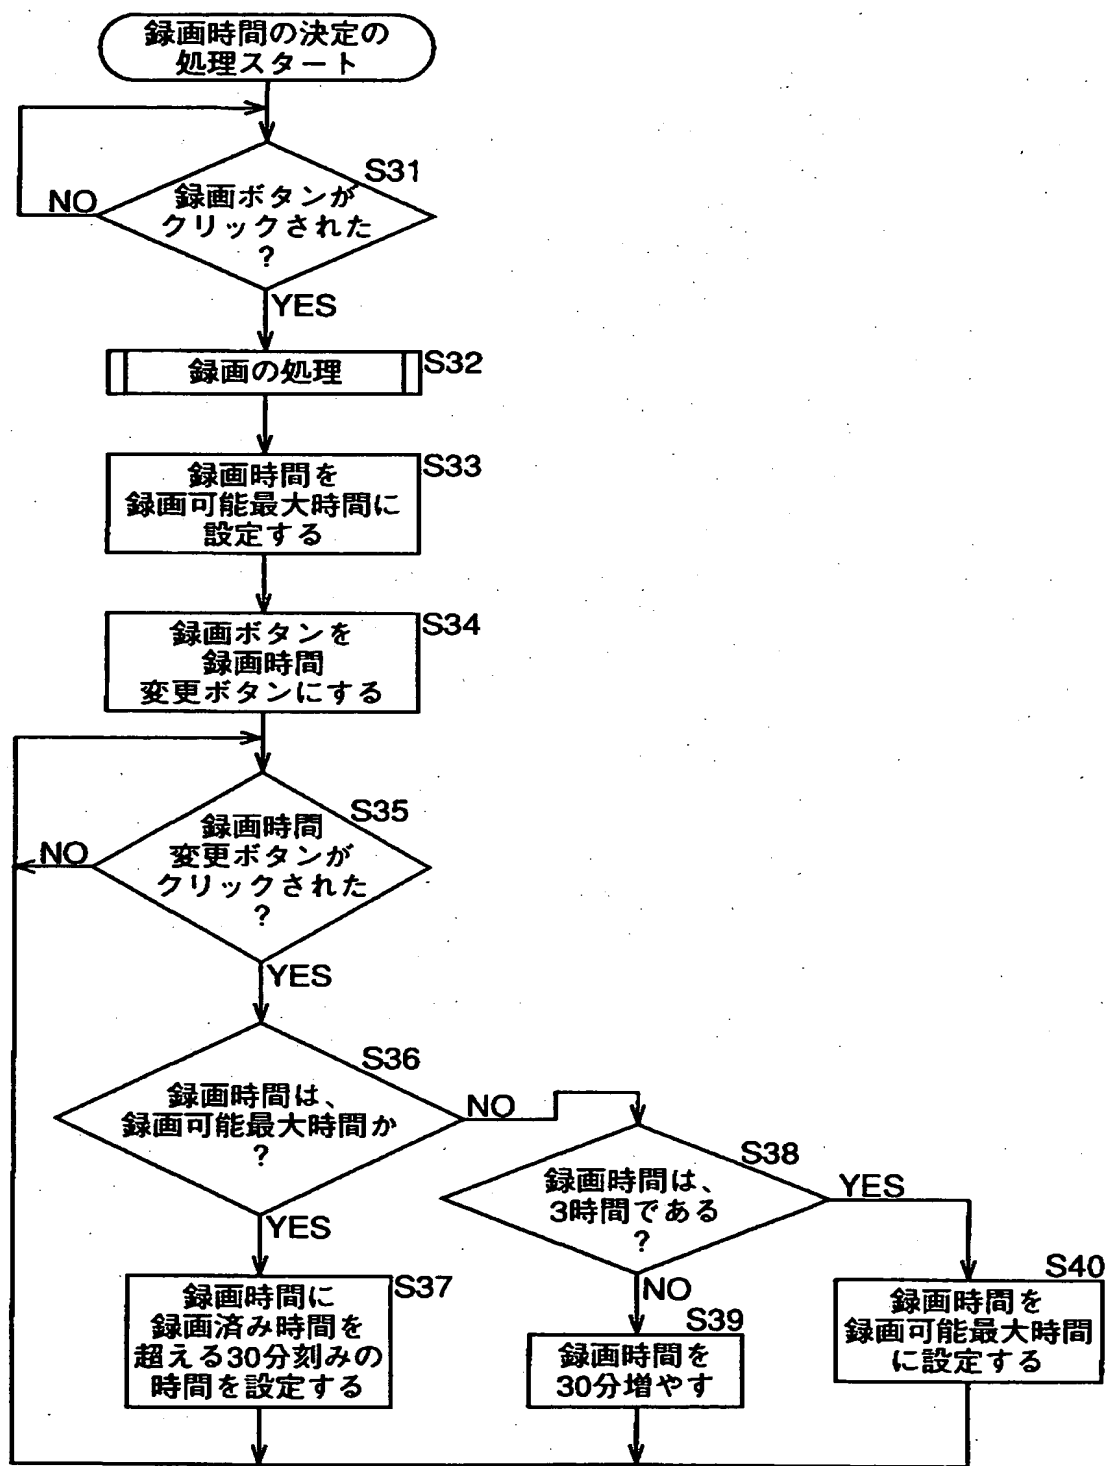 録画時間の決定の
処理スタート
S31
NO
録画ボタンが
クリックされた
?
YES
録画の処理
S32
S33
録画時間を
録画可能最大時間に
設定する
S34
録画ボタンを
録画時間
変更ボタンにする
S35
録画時間
NO
変更ボタンが
クリックされた
?
YES
S36
録画時間は、
録画可能最大時間か
?
NO
YES
S38
録画時間は、
3時間である
?
YES
NO
S37
録画時間に
録画済み時間を
超える30分刻みの
時間を設定する
S39
録画時間を
30分増やす
S40
録画時間を
録画可能最大時間
に設定する